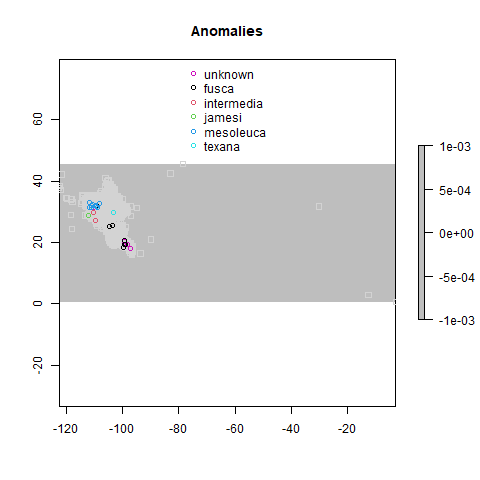 Anomalies
unknown
fusca
intermedia
jamesi
mesoleuca
texana
60
40
20
0
-20
-120
-100
-80
-60
-40
-20
1e-03
5e-04
0e+00
-5e-04
-1e-03